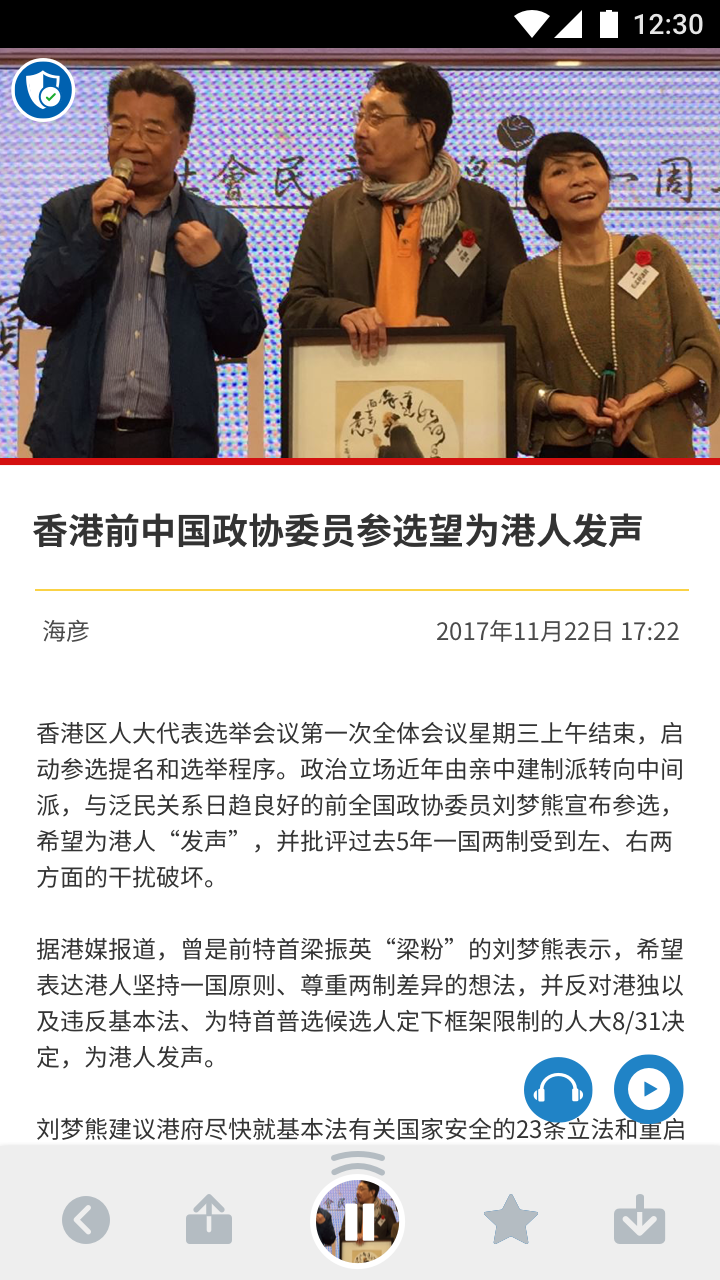 12:30
會民主
一周
香港前中国政协委员参选望为港人发声
海彦
2017年11月22日 17:22
香港区人大代表选举会议第一次全体会议星期三上午结束，启
动参选提名和选举程序。政治立场近年由亲中建制派转向中间
派，与泛民关系日趋良好的前全国政协委员刘梦熊宣布参选，
希望为港人“发声”，并批评过去5年一国两制受到左、右两
方面的干扰破坏。
据港媒报道，曾是前特首梁振英“梁粉”的刘梦熊表示，希望
表达港人坚持一国原则、尊重两制差异的想法，并反对港独以
及违反基本法、为特首普选候选人定下框架限制的人大8/31决
定，为港人发声。
刘梦熊建议港府尽快就基本法有关国家安全的23条立法和重启